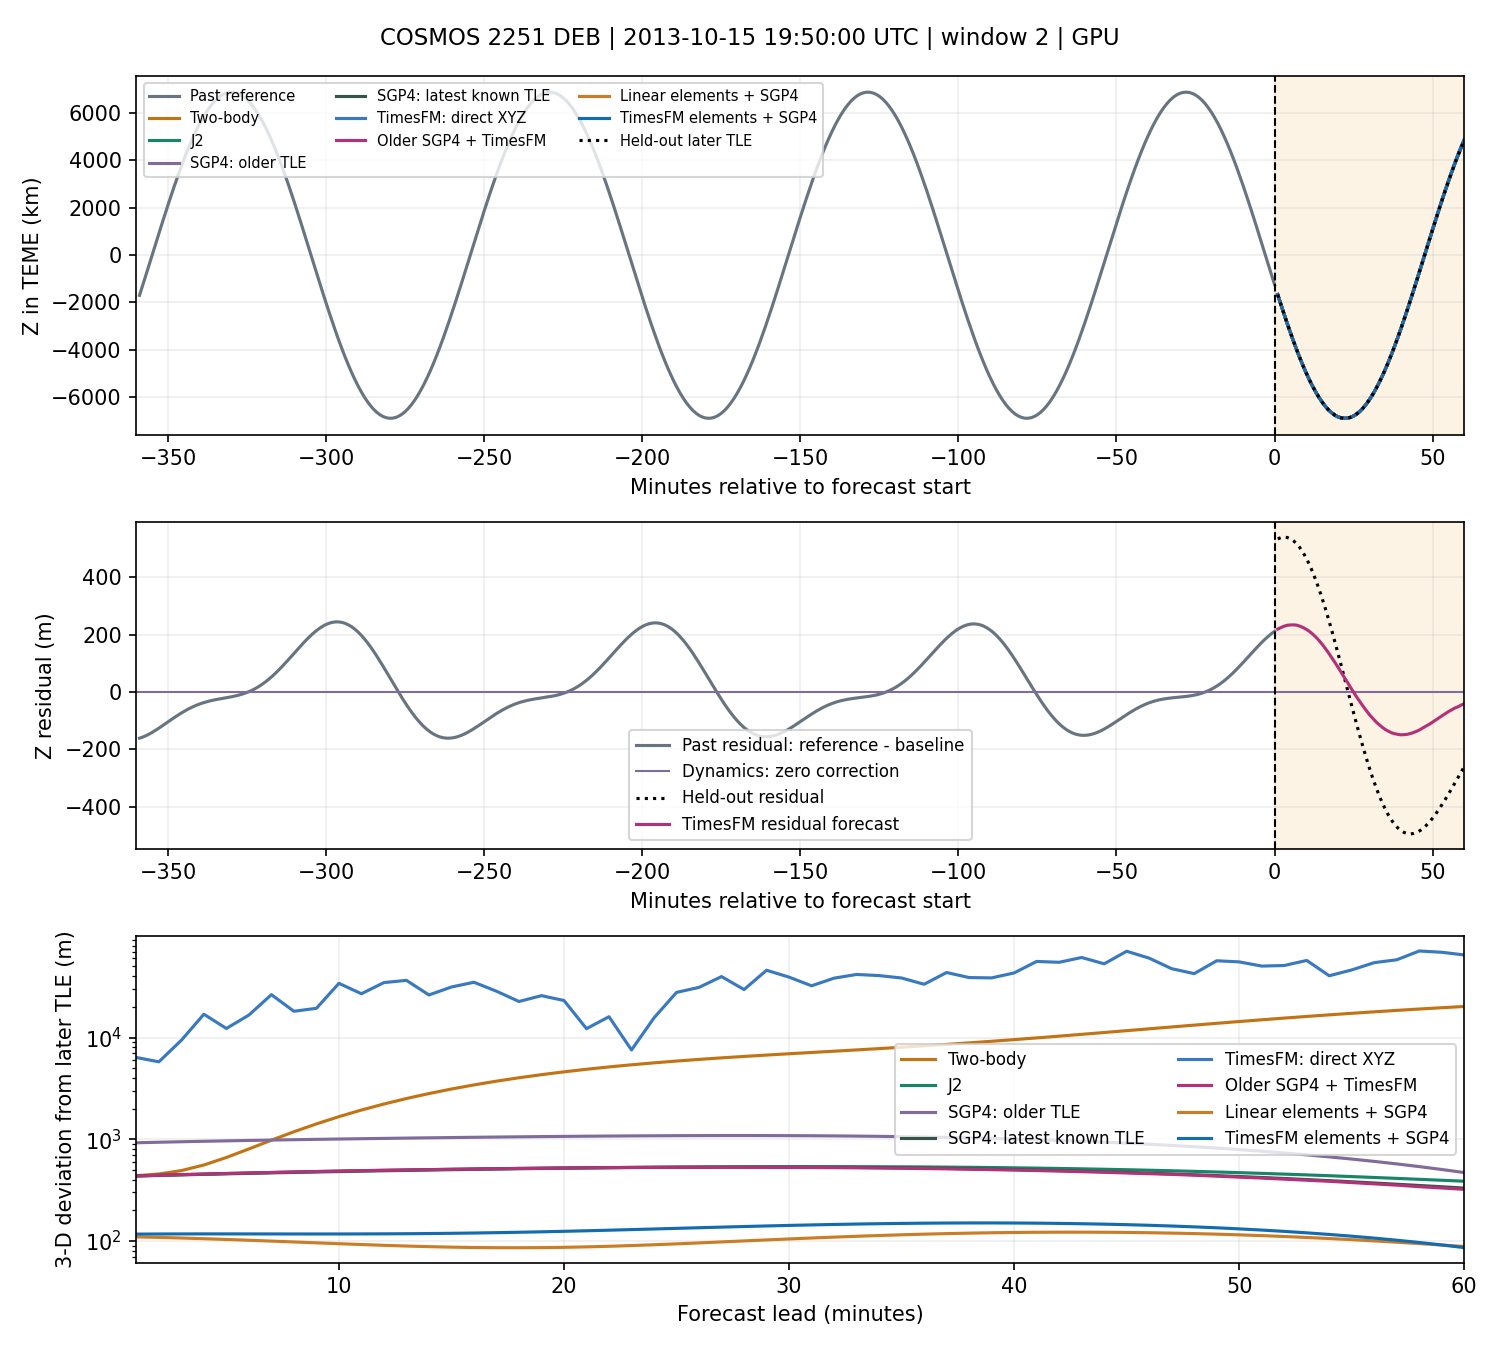 COSMOS 2251 DEB | 2013-10-15 19:50:00 UTC | window 2 | GPU
Z in TEME (km)
6000
4000
2000
0
−2000
−4000
−6000
Past reference
Two-body
J2
SGP4: older TLE
SGP4: latest known TLE
TimesFM: direct XYZ
Older SGP4 + TimesFM
Linear elements + SGP4
TimesFM elements + SGP4
Held-out later TLE
−350 −300 −250 −200 −150 −100 −50 0 50
Minutes relative to forecast start
Z residual (m)
400
200
0
−200
−400
Past residual: reference - baseline
Dynamics: zero correction
Held-out residual
TimesFM residual forecast
−350 −300 −250 −200 −150 −100 −50 0 50
Minutes relative to forecast start
3-D deviation from later TLE (m)
10⁴
10³
10²
Two-body
J2
SGP4: older TLE
SGP4: latest known TLE
TimesFM: direct XYZ
Older SGP4 + TimesFM
Linear elements + SGP4
TimesFM elements + SGP4
10 20 30 40 50 60
Forecast lead (minutes)